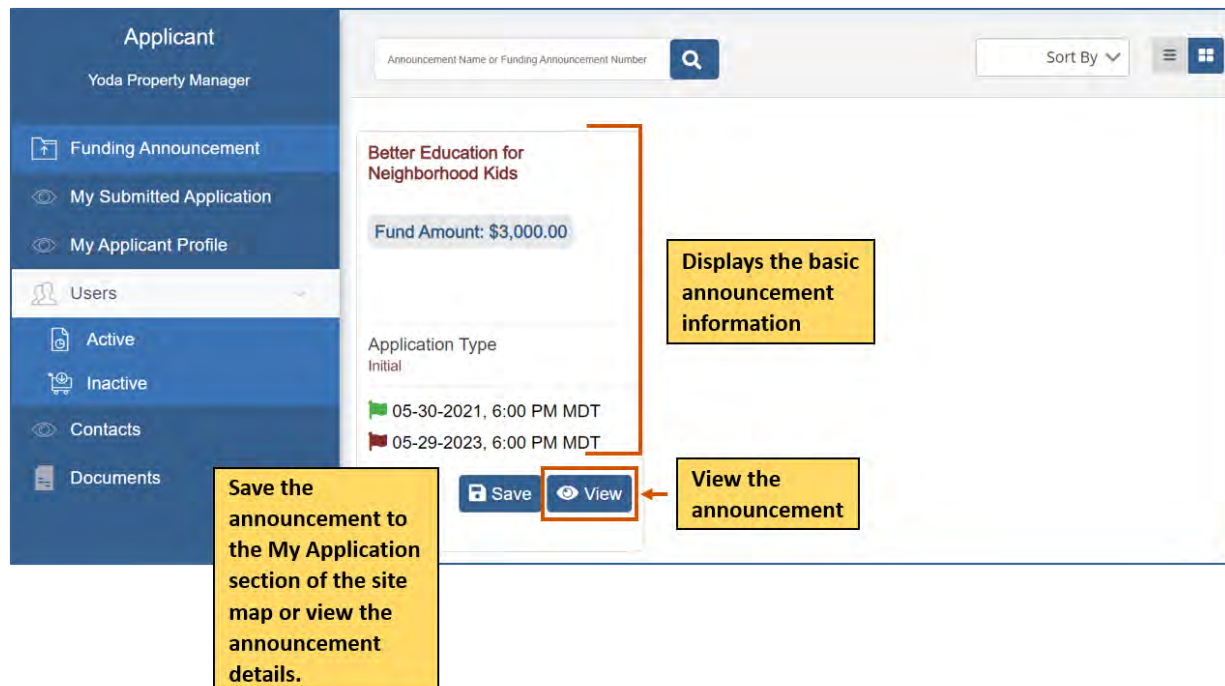 Applicant
Yoda Property Manager
Funding Announcement
My Submitted Application
My Applicant Profile
Users
Active
Inactive
Contacts
Documents
Announcement Name or Funding Announcement Number
Sort By
Better Education for
Neighborhood Kids
Fund Amount: $3,000.00
Application Type
Initial
05-30-2021, 6:00 PM MDT
05-29-2023, 6:00 PM MDT
Save
View
Displays the basic
announcement
information
View the
announcement
Save the
announcement to
the My Application
section of the site
map or view the
announcement
details.